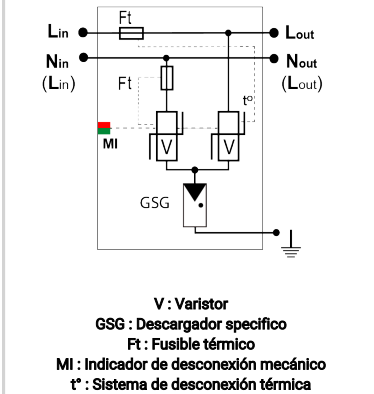 Ft
Lin
Lout
Nin
Nout
(Lin)
Ft
(Lout)
t°
MI
V
V
GSG
V : Varistor
GSG : Descargador specifico
Ft : Fusible térmico
MI : Indicador de desconexión mecánico
t° : Sistema de desconexión térmica